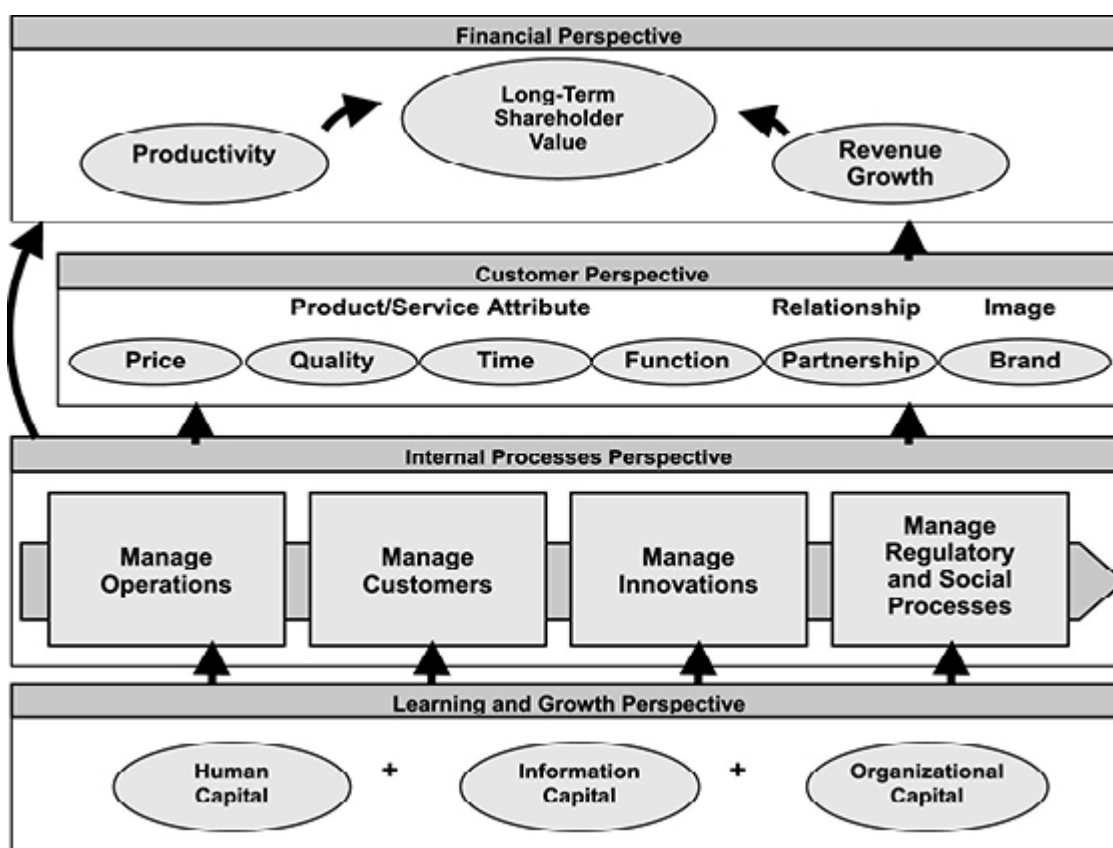 Financial Perspective
Long-Term
Shareholder
Value
Productivity
Revenue
Growth
Customer Perspective
Product/Service Attribute
Relationship
Image
Price
Quality
Time
Function
Partnership
Brand
Internal Processes Perspective
Manage
Operations
Manage
Customers
Manage
Innovations
Manage
Regulatory
and Social
Processes
Learning and Growth Perspective
Human
Capital
+
Information
Capital
+
Organizational
Capital